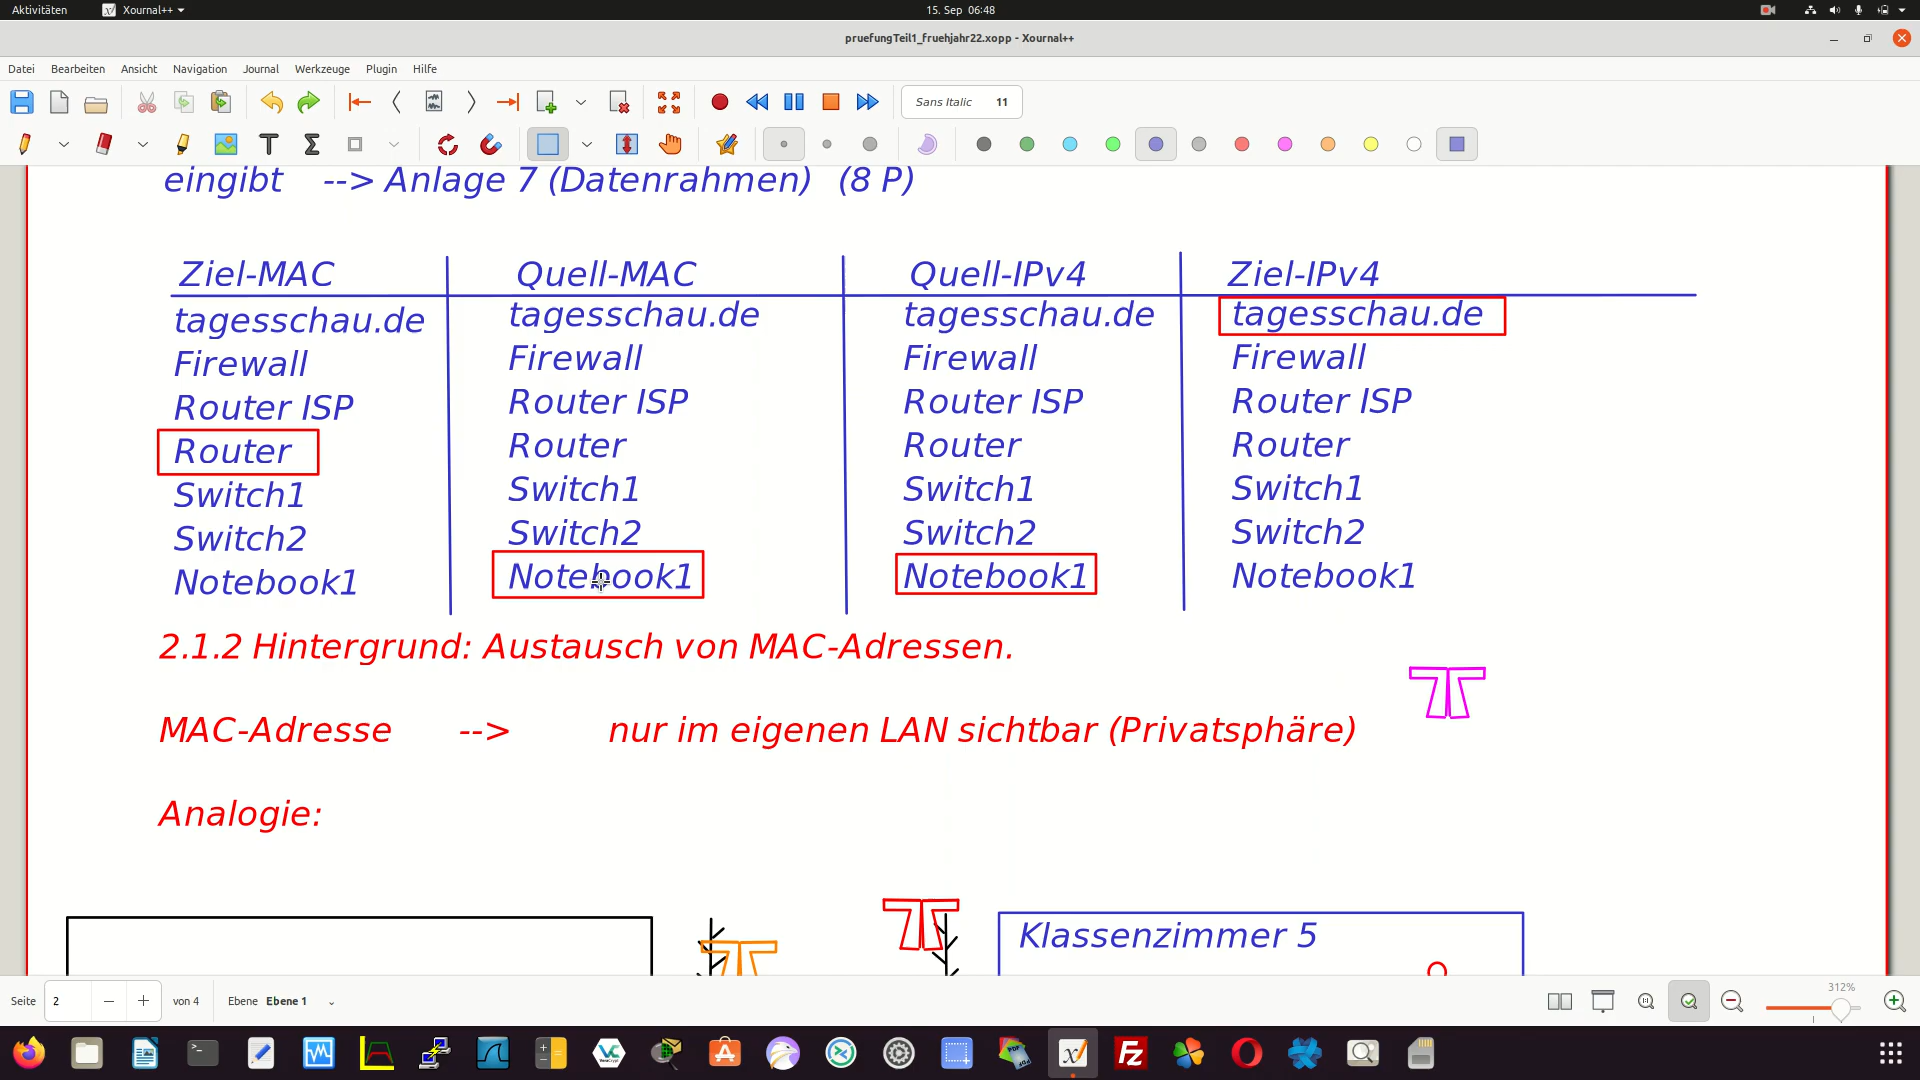 Aktivitäten Xournal++ 15. Sep 06:48
pruefungTeil1_fruehjahr22.xopp - Xournal++
Datei Bearbeiten Ansicht Navigation Journal Werkzeuge Plugin Hilfe
Sans Italic 11
eingibt --> Anlage 7 (Datenrahmen) (8 P)
Ziel-MAC Quell-MAC Quell-IPv4 Ziel-IPv4
tagesschau.de tagesschau.de tagesschau.de tagesschau.de
Firewall Firewall Firewall Firewall
Router ISP Router ISP Router ISP Router ISP
Router Router Router Router
Switch1 Switch1 Switch1 Switch1
Switch2 Switch2 Switch2 Switch2
Notebook1 Notebook1 Notebook1 Notebook1
2.1.2 Hintergrund: Austausch von MAC-Adressen.
MAC-Adresse --> nur im eigenen LAN sichtbar (Privatsphäre)
Analogie:
Klassenzimmer 5
Seite 2 von 4 Ebene Ebene 1 312%